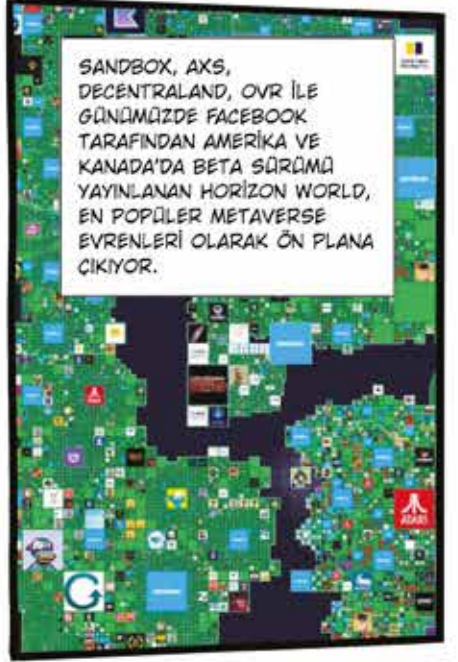 SANDBOX, AXS,
DECENTRALAND, OVR İLE
GÜNÜMÜZDE FACEBOOK
TARAFINDAN AMERİKA VE
KANADA'DA BETA SÜRÜMÜ
YAYINLANAN HORİZON WORLD,
EN POPÜLER METAVERSE
EVRENLERİ OLARAK ÖN PLANA
ÇIKIYOR.
ATARI